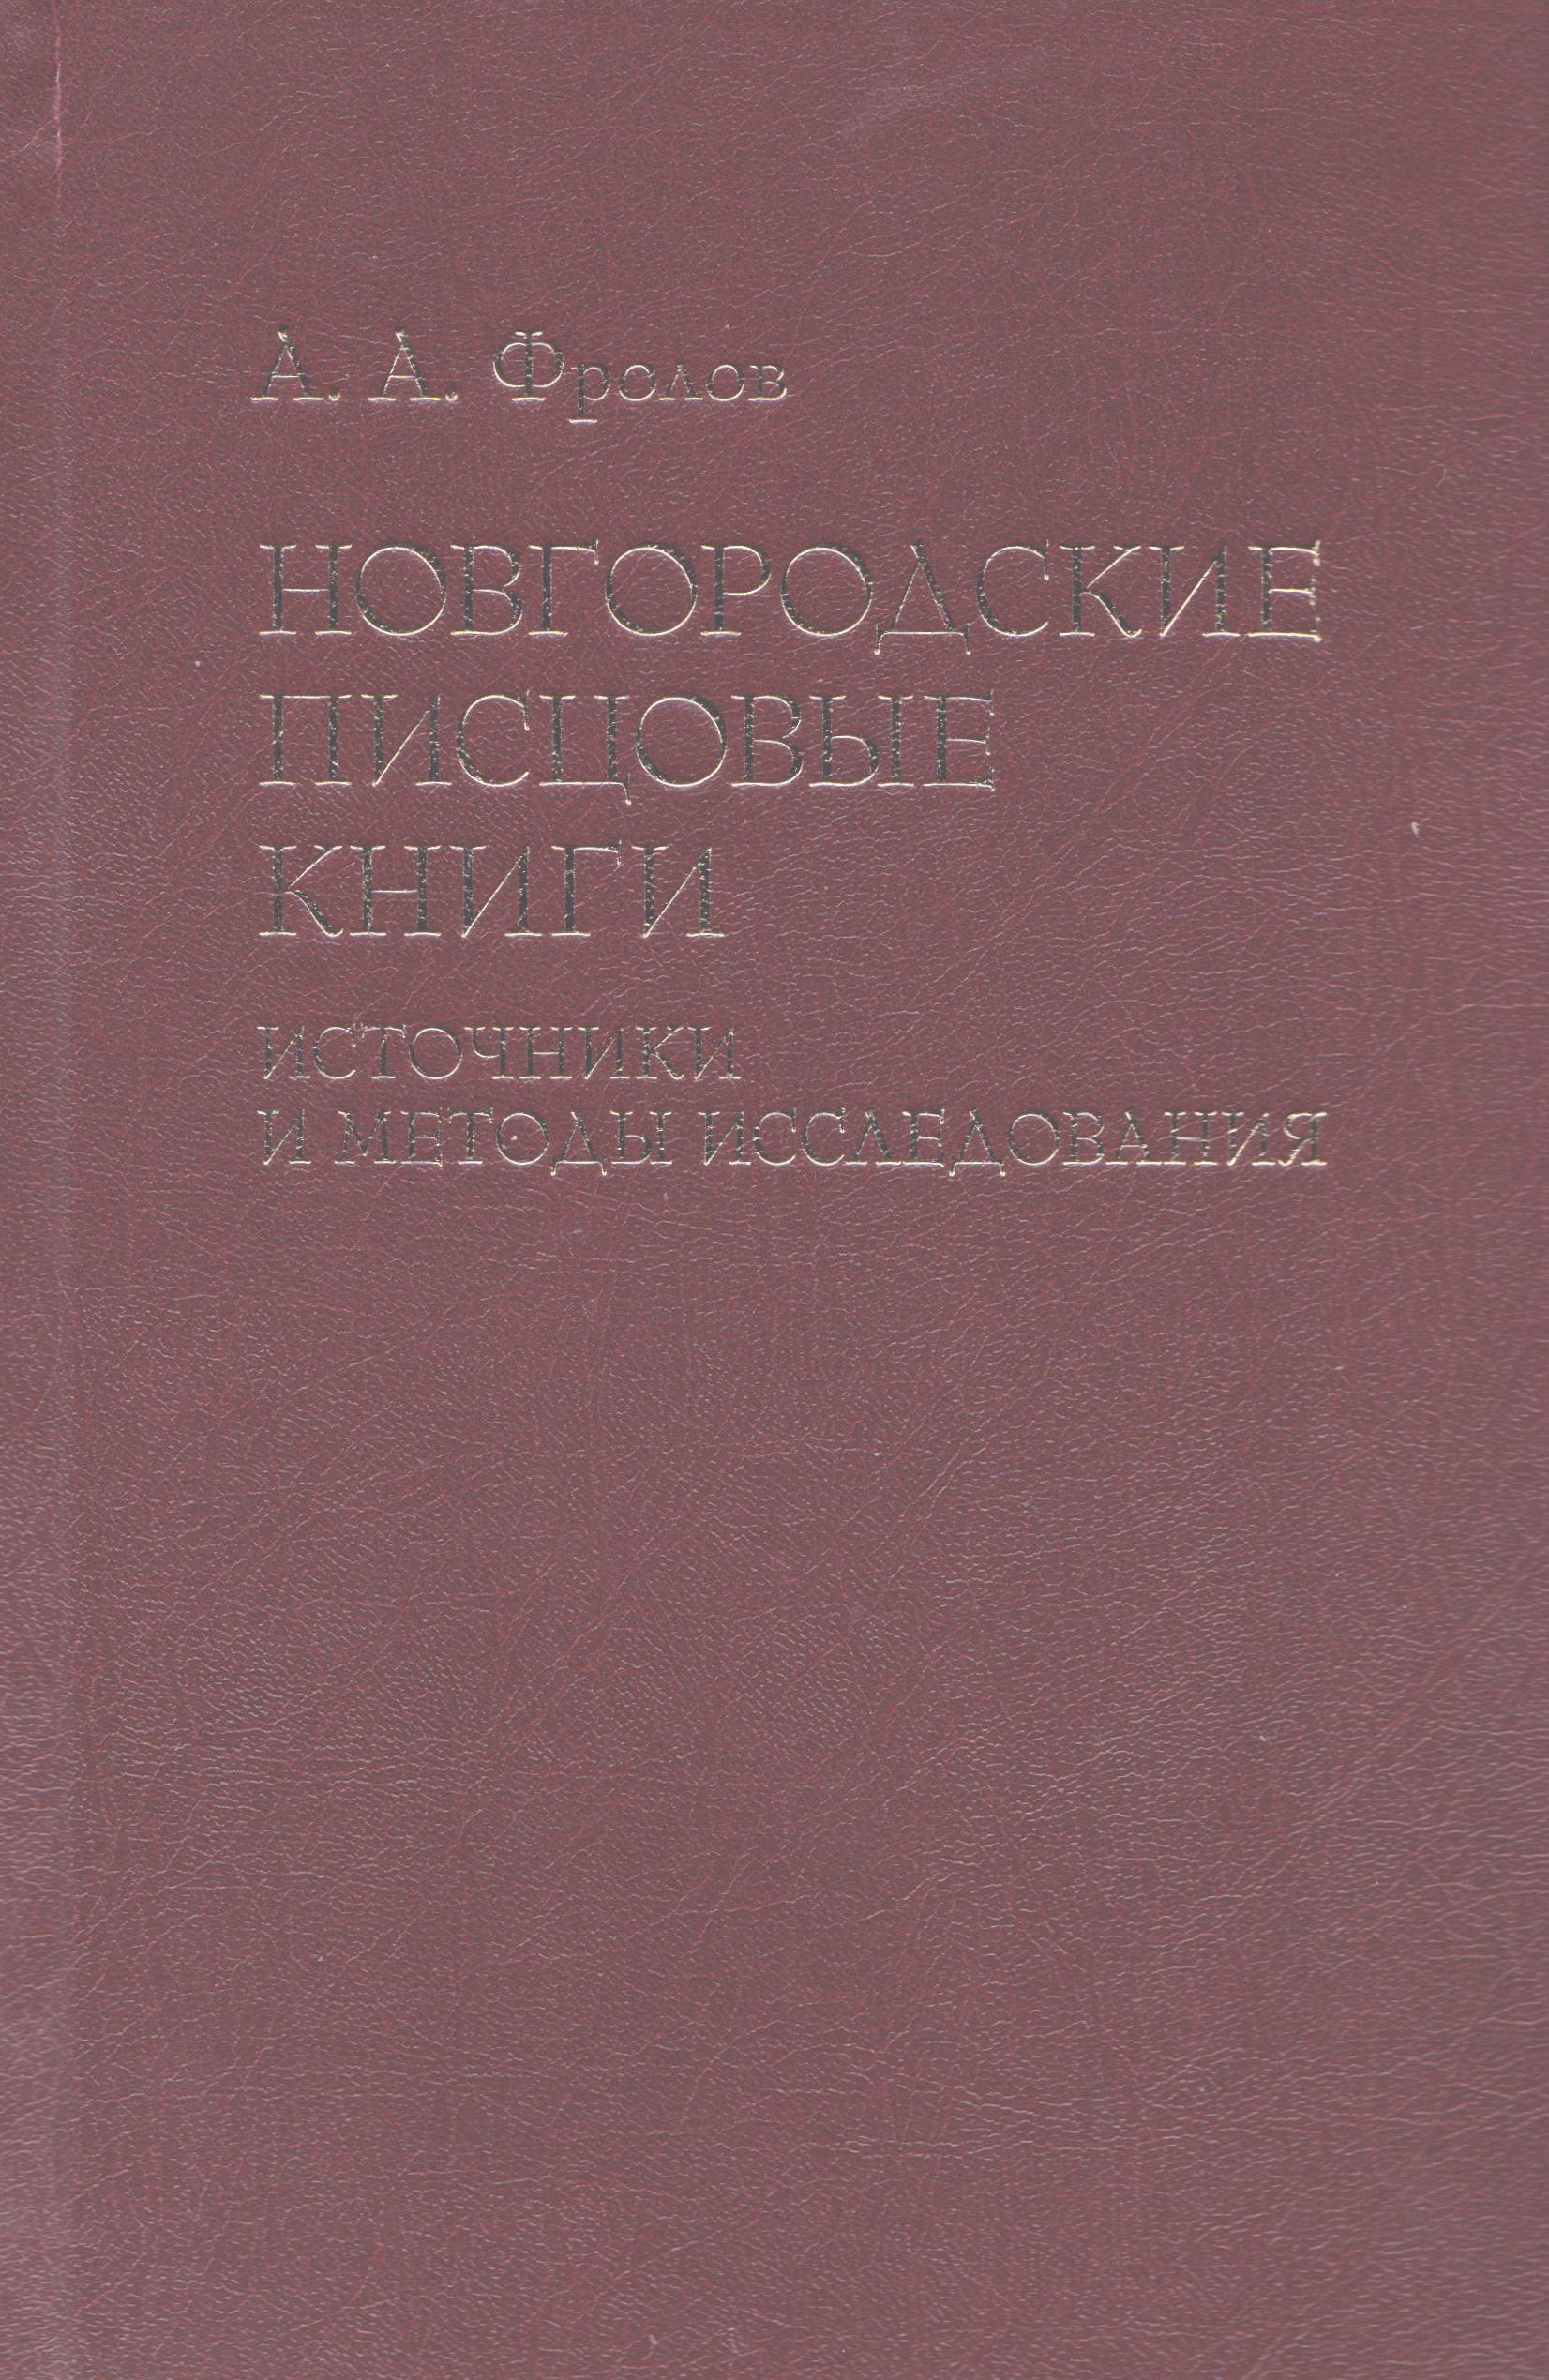 А. А. Фролов
НОВГОРОДСКИЕ
ПИСЦОВЫЕ
КНИГИ
ИСТОЧНИКИ
И МЕТОДЫ ИССЛЕДОВАНИЯ